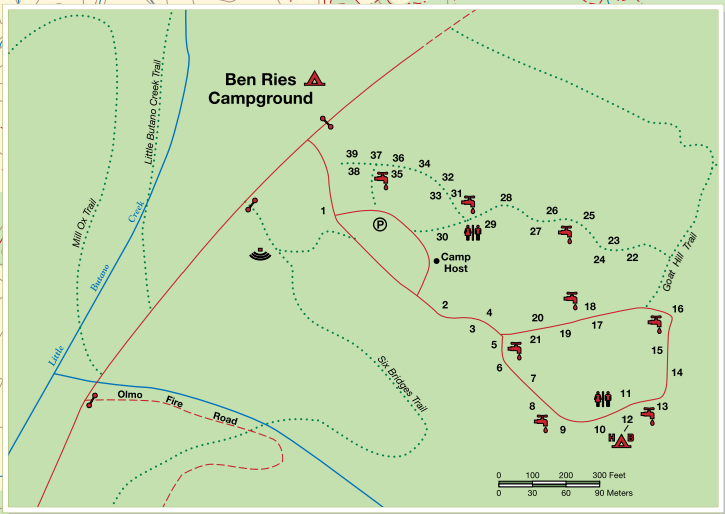 Ben Ries
Campground
Little Butano Creek Trail
Mill Ox Trail
Little Butano Creek
39
37
36
34
38
35
32
33
31
28
1
P
30
29
26
25
27
23
24
22
Goat Hill Trail
Camp
Host
2
4
3
18
20
19
17
16
5
21
15
6
7
14
8
11
13
9
10
12
H B
Six Bridges Trail
Olmo Fire Road
0 100 200 300 Feet
0 30 60 90 Meters